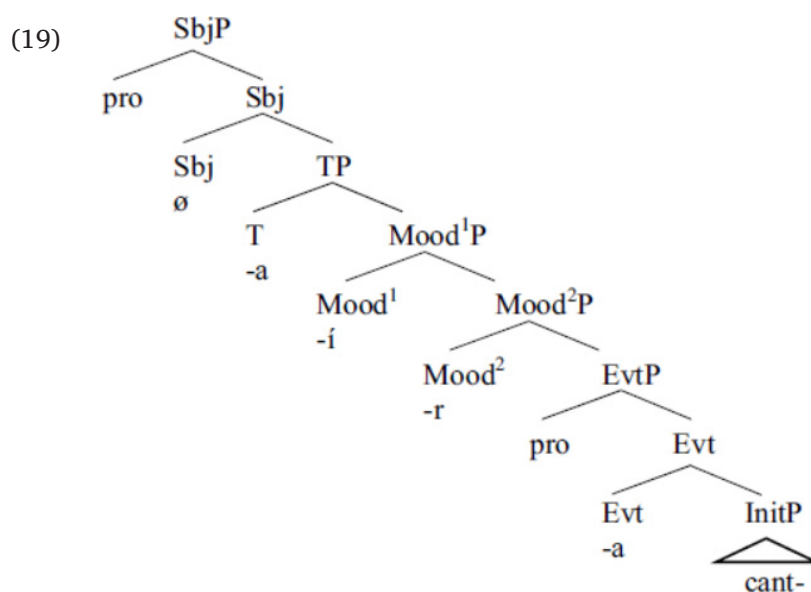 (19)
SbjP
pro Sbj
Sbj TP
ø
T Mood¹P
-a
Mood¹ Mood²P
-í
Mood² EvtP
-r
pro Evt
Evt InitP
-a
cant-